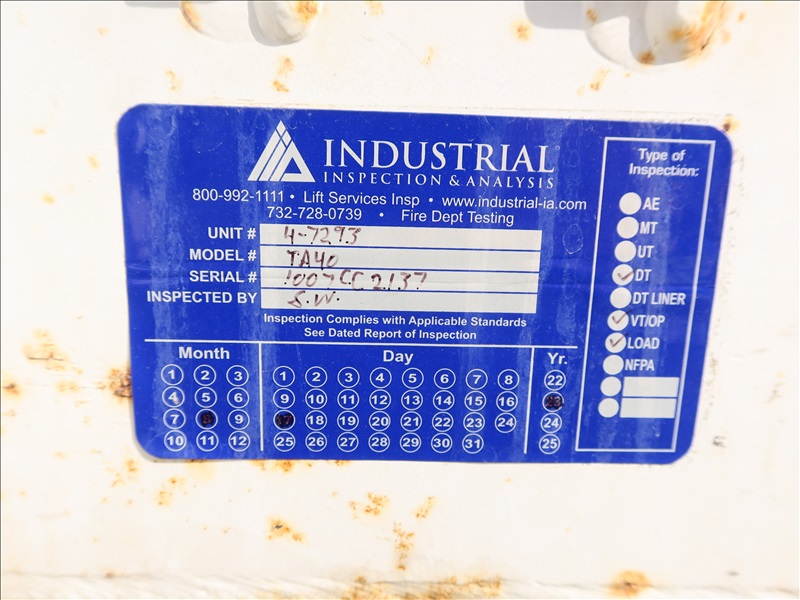 INDUSTRIAL
INSPECTION & ANALYSIS
800-992-1111 • Lift Services Insp • www.industrial-ia.com
732-728-0739 • Fire Dept Testing
UNIT # 4-7293
MODEL # TA40
SERIAL # 1007CC2137
INSPECTED BY S.W.
Inspection Complies with Applicable Standards
See Dated Report of Inspection
Month
1 2 3
4 5 6
7 9
10 11 12
Day
1 2 3 4 5 6 7 8
9 10 11 12 13 14 15 16
18 19 20 21 22 23 24
25 26 27 28 29 30 31
Yr.
22
23
24
25
Type of
Inspection:
AE
MT
UT
DT
DT LINER
VT/OP
LOAD
NFPA